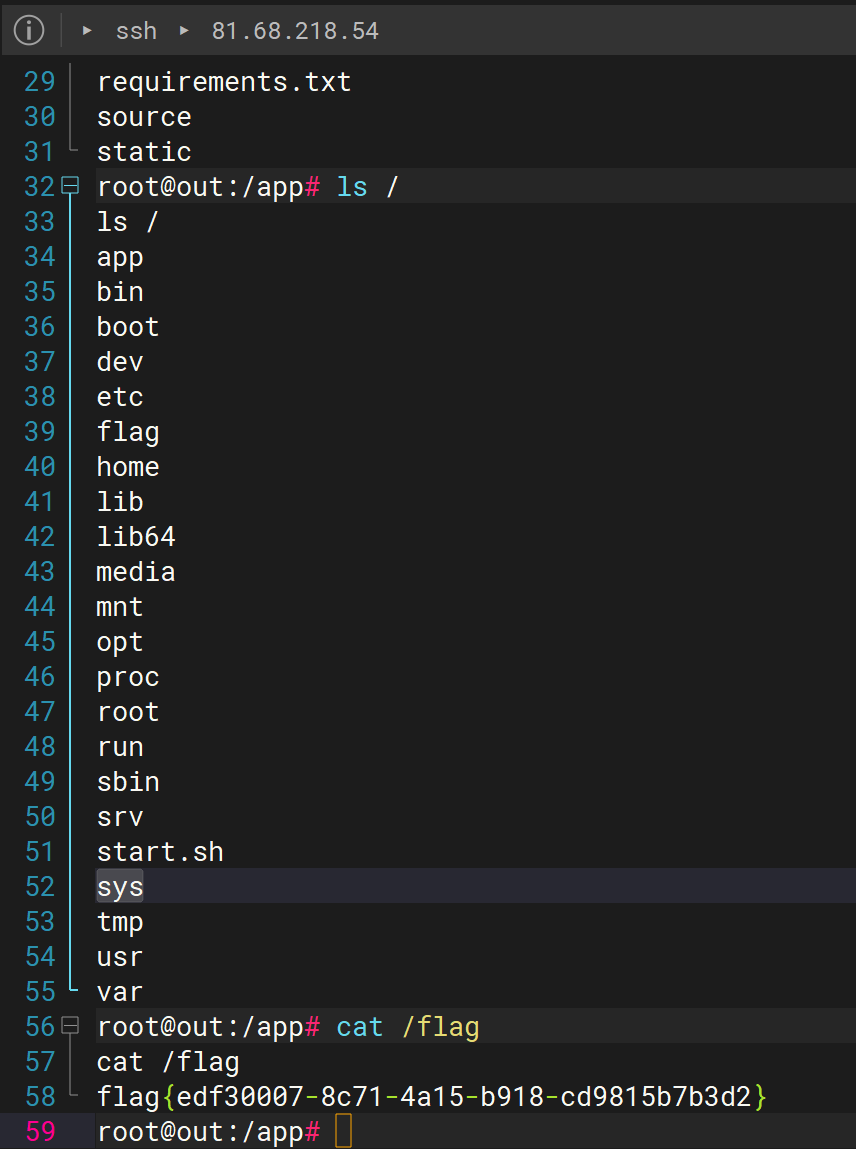 ssh 81.68.218.54
29 requirements.txt
30 source
31 static
32 root@out:/app# ls /
33 ls /
34 app
35 bin
36 boot
37 dev
38 etc
39 flag
40 home
41 lib
42 lib64
43 media
44 mnt
45 opt
46 proc
47 root
48 run
49 sbin
50 srv
51 start.sh
52 sys
53 tmp
54 usr
55 var
56 root@out:/app# cat /flag
57 cat /flag
58 flag{edf30007-8c71-4a15-b918-cd9815b7b3d2}
59 root@out:/app#